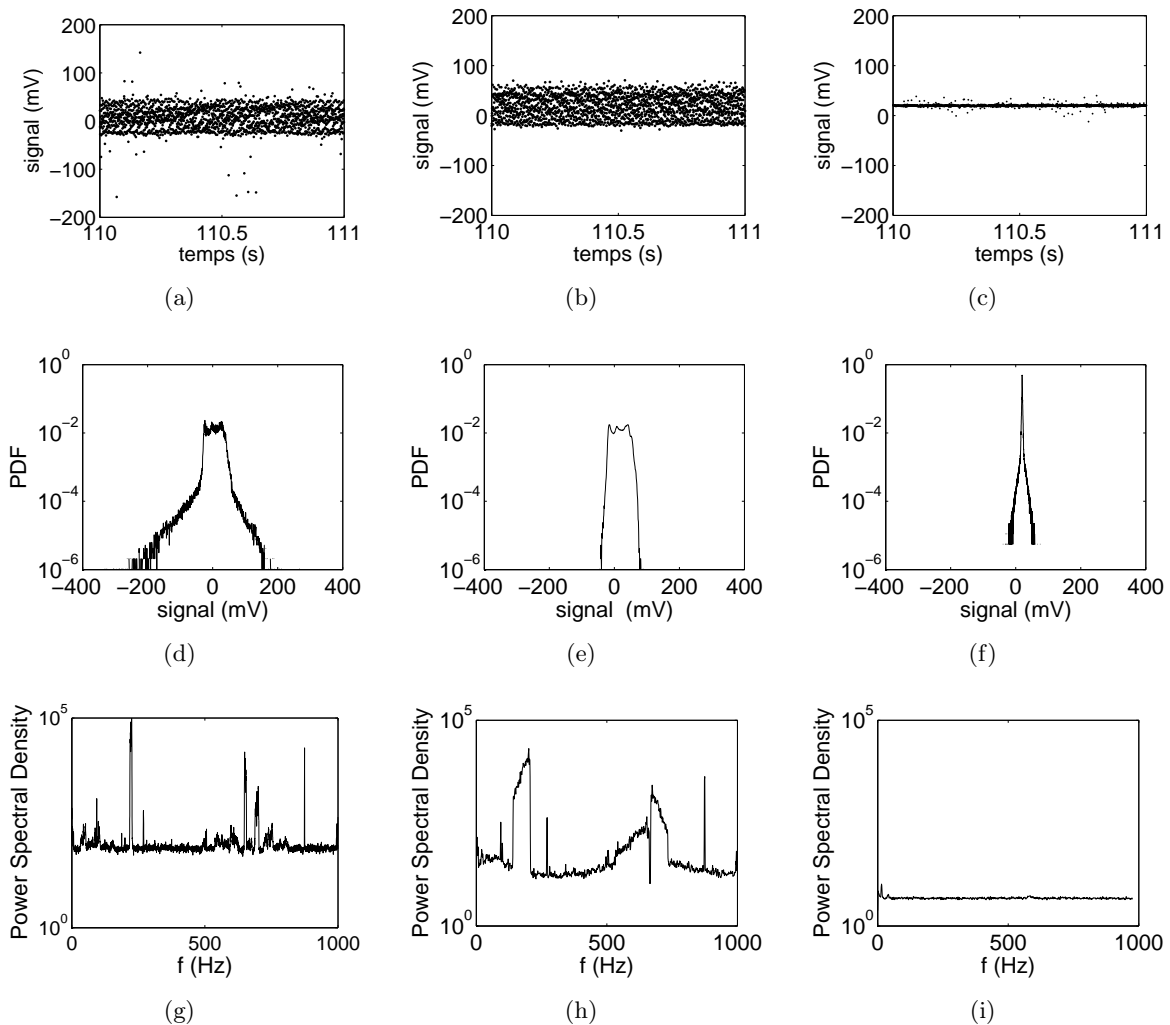 200
100
0
−100
−200
110
110.5
111
signal (mV)
temps (s)
(a)
200
100
0
−100
−200
110
110.5
111
signal (mV)
temps (s)
(b)
200
100
0
−100
−200
110
110.5
111
signal (mV)
temps (s)
(c)
10^0
10^−2
10^−4
10^−6
−400
−200
0
200
400
PDF
signal (mV)
(d)
10^0
10^−2
10^−4
10^−6
−400
−200
0
200
400
PDF
signal (mV)
(e)
10^0
10^−2
10^−4
10^−6
−400
−200
0
200
400
PDF
signal (mV)
(f)
10^5
10^0
0
500
1000
Power Spectral Density
f (Hz)
(g)
10^5
10^0
0
500
1000
Power Spectral Density
f (Hz)
(h)
10^5
10^0
0
500
1000
Power Spectral Density
f (Hz)
(i)